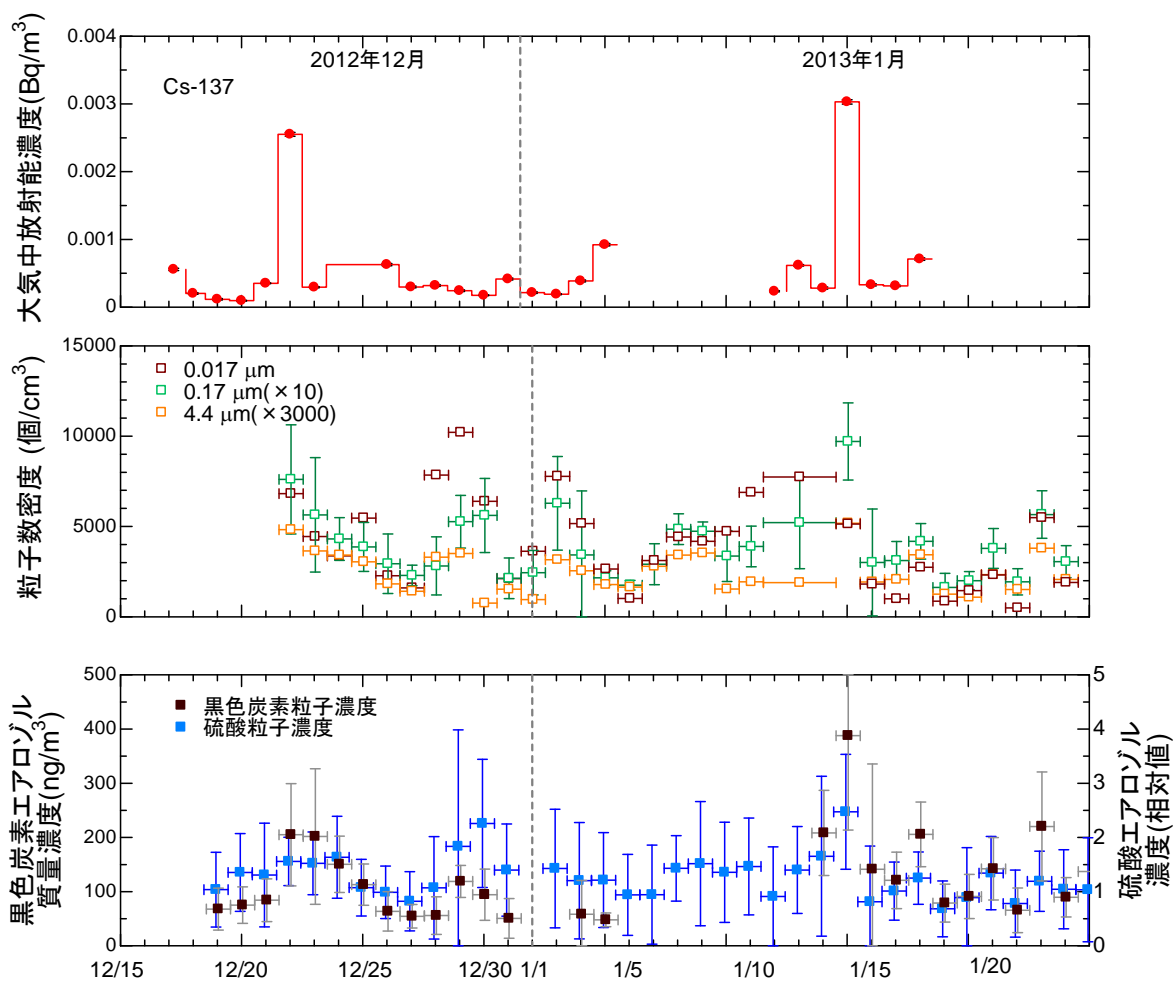 大気中放射能濃度(Bq/m³)
0.004
0.003
0.002
0.001
0
2012年12月
2013年1月
Cs-137
粒子数密度 (個/cm³)
15000
10000
5000
0
0.017 μm
0.17 μm(×10)
4.4 μm(×3000)
黒色炭素エアロゾル
質量濃度(ng/m³)
500
400
300
200
100
0
黒色炭素粒子濃度
硫酸粒子濃度
5
4
3
2
1
0
硫酸エアロゾル
濃度(相対値)
12/15 12/20 12/25 12/30 1/1 1/5 1/10 1/15 1/20